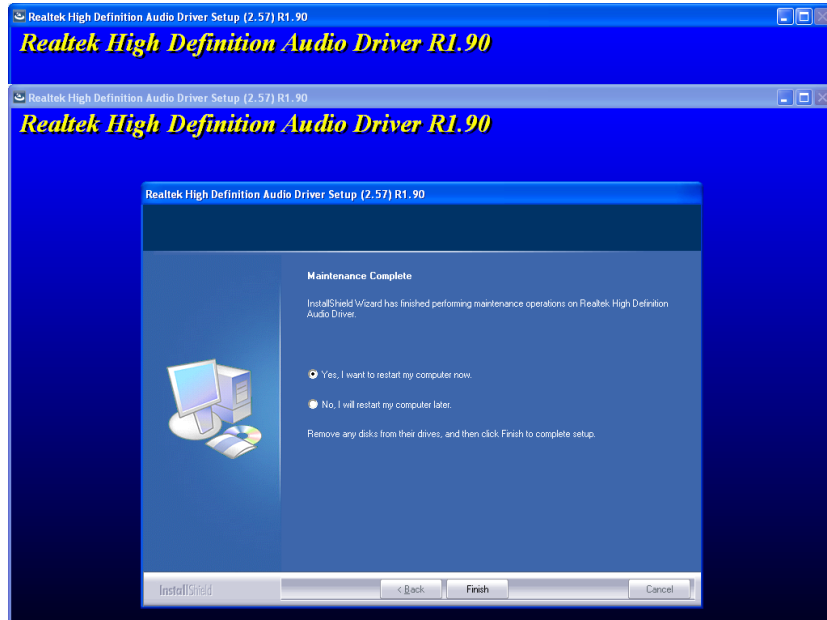 Realtek High Definition Audio Driver Setup (2.57) R1.90
Realtek High Definition Audio Driver R1.90
Realtek High Definition Audio Driver Setup (2.57) R1.90
Realtek High Definition Audio Driver R1.90
Realtek High Definition Audio Driver Setup (2.57) R1.90
Maintenance Complete
InstallShield Wizard has finished performing maintenance operations on Realtek High Definition
Audio Driver.
Yes, I want to restart my computer now.
No, I will restart my computer later.
Remove any disks from their drives, and then click Finish to complete setup.
InstallShield
< Back
Finish
Cancel